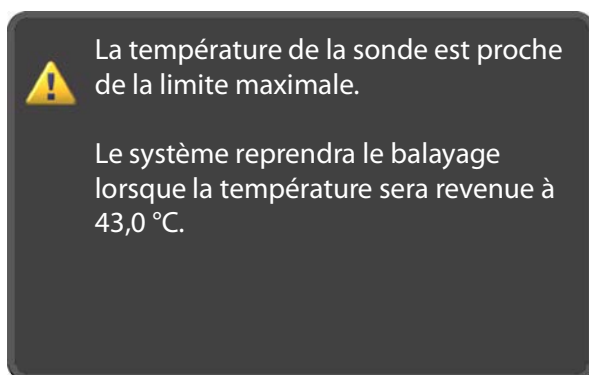 La température de la sonde est proche
de la limite maximale.
Le système reprendra le balayage
lorsque la température sera revenue à
43,0 °C.